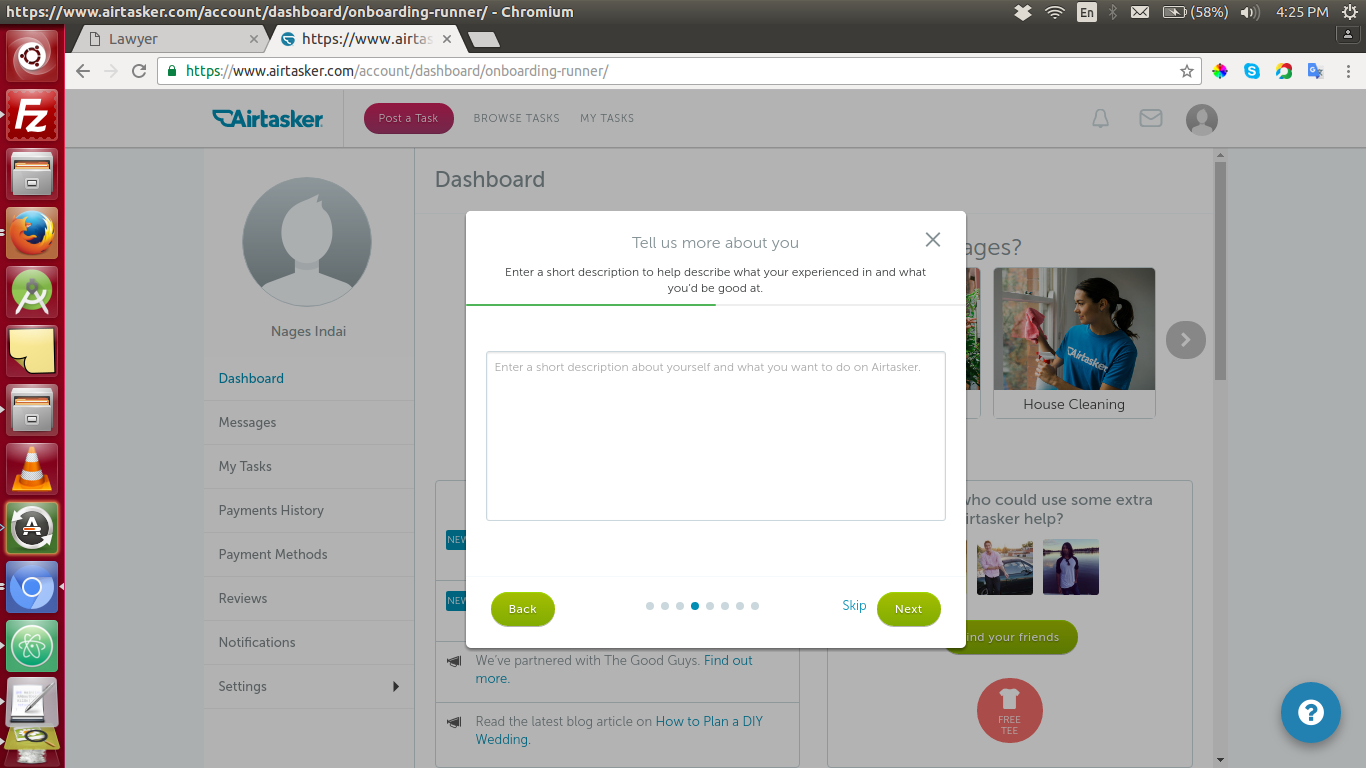 https://www.airtasker.com/account/dashboard/onboarding-runner/ - Chromium
En
(58%)
4:25 PM
Lawyer
https://www.airtas
https://www.airtasker.com/account/dashboard/onboarding-runner/
Airtasker
Post a Task
BROWSE TASKS
MY TASKS
Nages Indai
Dashboard
Messages
My Tasks
Payments History
Payment Methods
Reviews
Notifications
Settings
Dashboard
ages?
Airtasker
House Cleaning
Tell us more about you
Enter a short description to help describe what your experienced in and what
you'd be good at.
Enter a short description about yourself and what you want to do on Airtasker.
Back
Skip
Next
NEW
NEW
We've partnered with The Good Guys. Find out
more.
Read the latest blog article on How to Plan a DIY
Wedding.
who could use some extra
irtasker help?
ind your friends
FREE
TEE
?